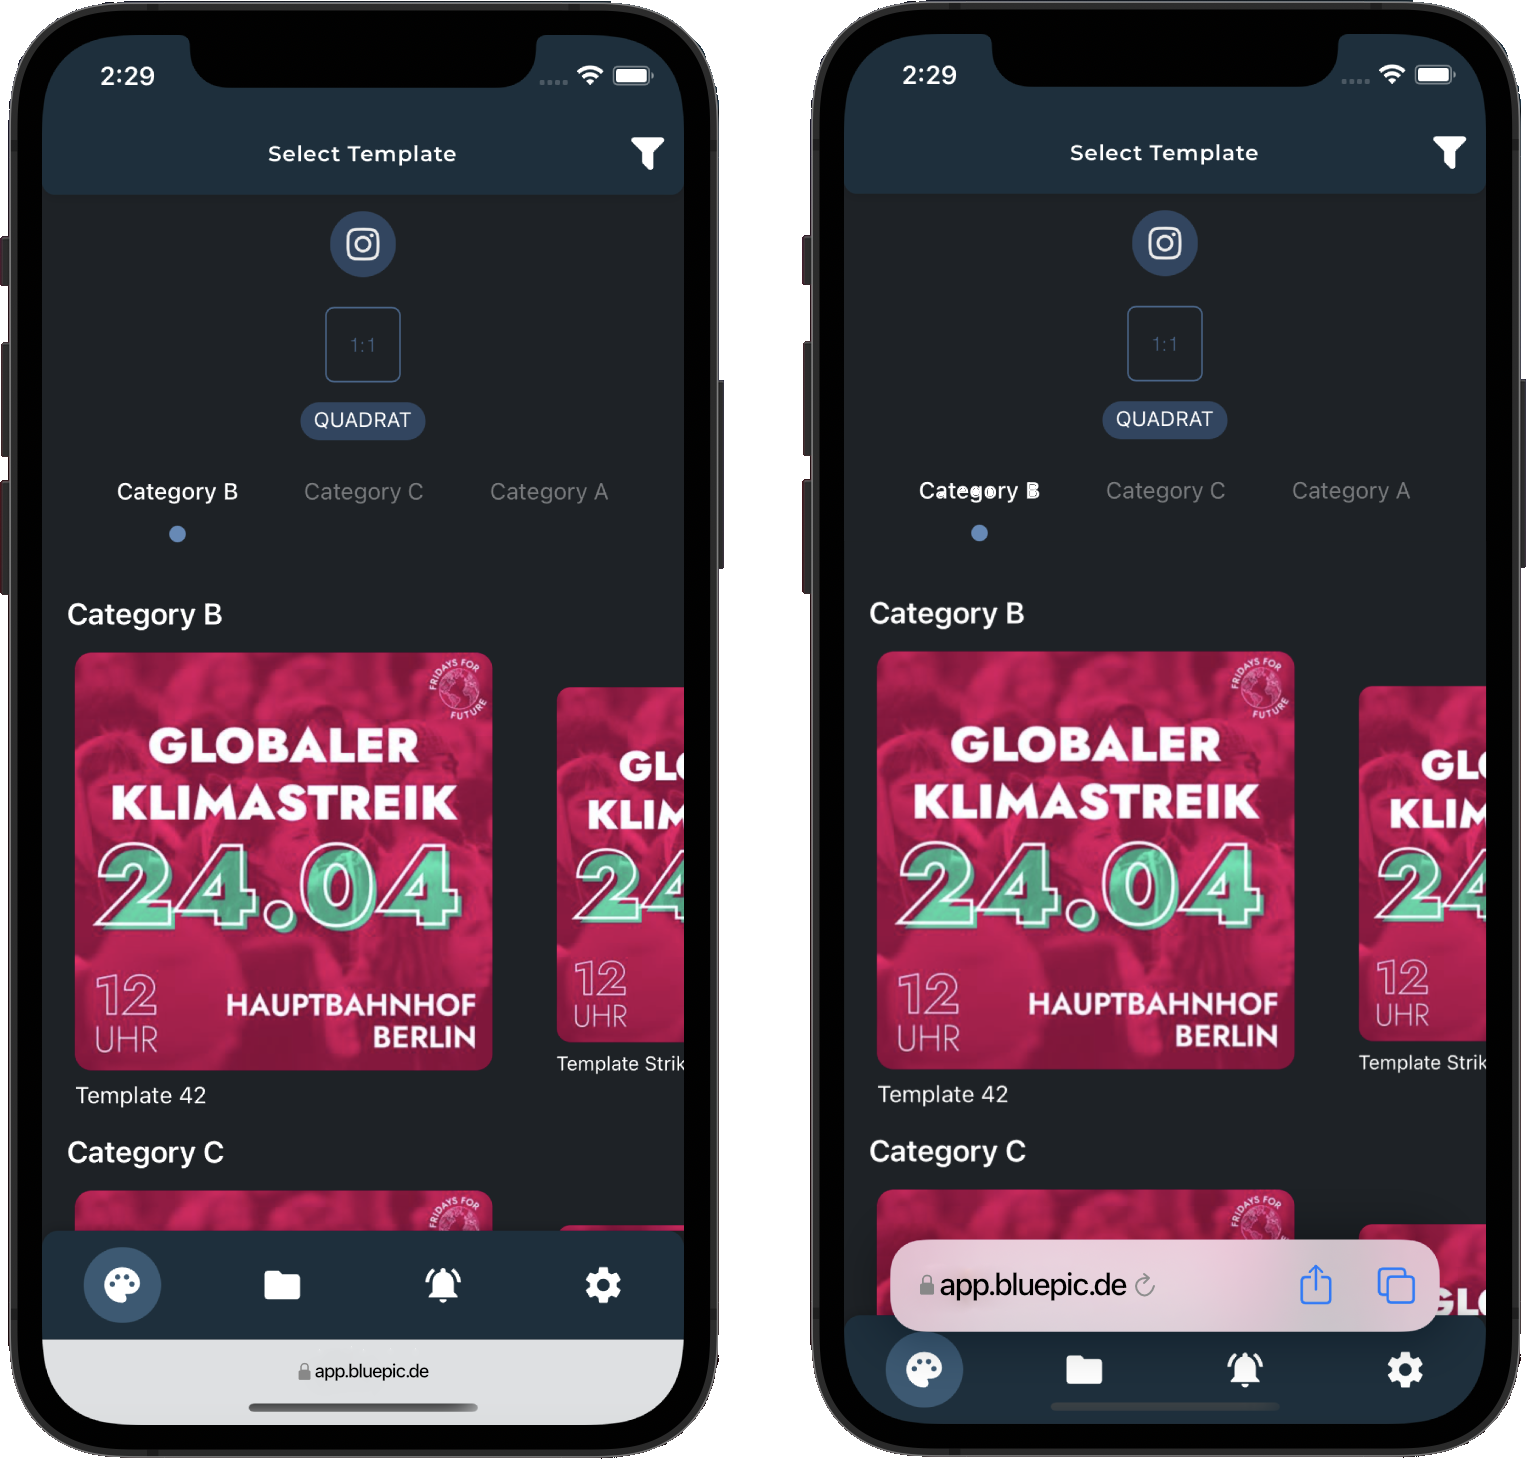 2:29
Select Template
1:1
QUADRAT
Category B
Category C
Category A
Category B
FRIDAYS FOR
FUTURE
GLOBALER
KLIMASTREIK
24.04
12
UHR
HAUPTBAHNHOF
BERLIN
GLO
KLIM
24
12
UHR
Template 42
Template Strik
Category C
FRIDAYS FOR
app.bluepic.de
2:29
Select Template
1:1
QUADRAT
Category B
Category C
Category A
Category B
FRIDAYS FOR
FUTURE
GLOBALER
KLIMASTREIK
24.04
12
UHR
HAUPTBAHNHOF
BERLIN
GLO
KLIM
24
12
UHR
Template 42
Template Strik
Category C
FRIDAYS FOR
app.bluepic.de
GLO